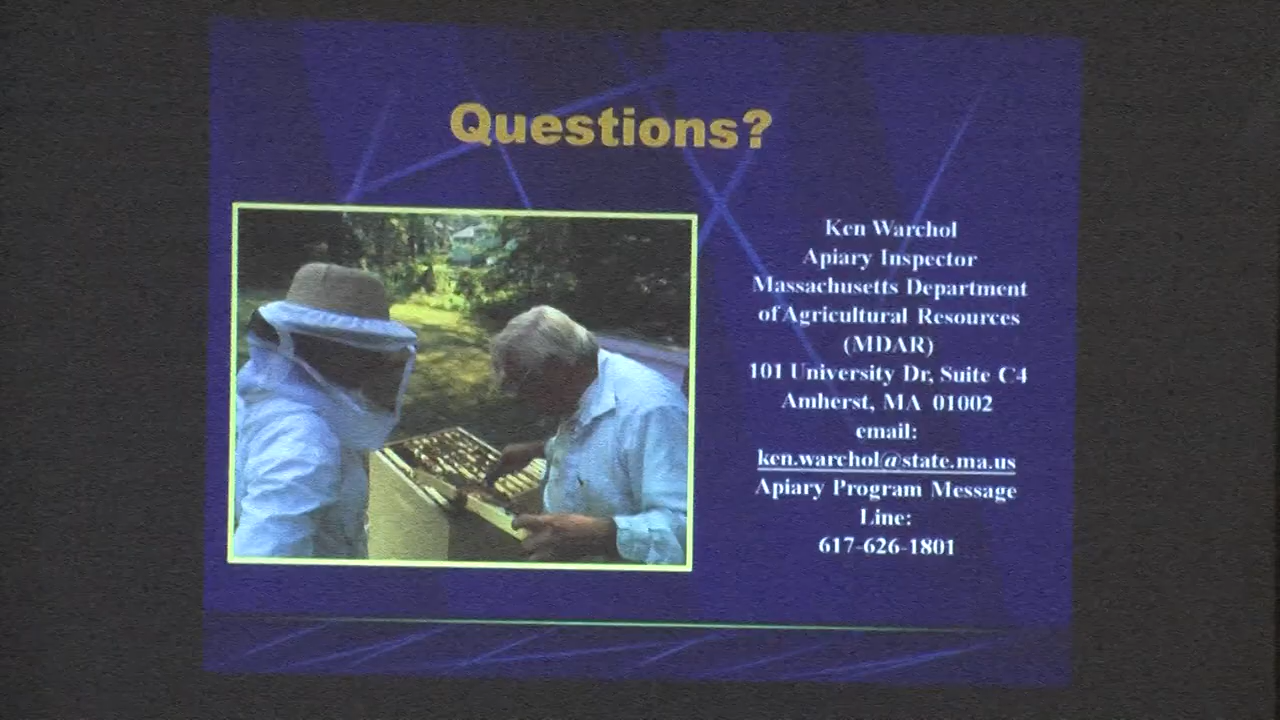 Questions?
Ken Warchol
Apiary Inspector
Massachusetts Department
of Agricultural Resources
(MDAR)
101 University Dr, Suite C4
Amherst, MA 01002
email:
ken.warchol@state.ma.us
Apiary Program Message
Line:
617-626-1801